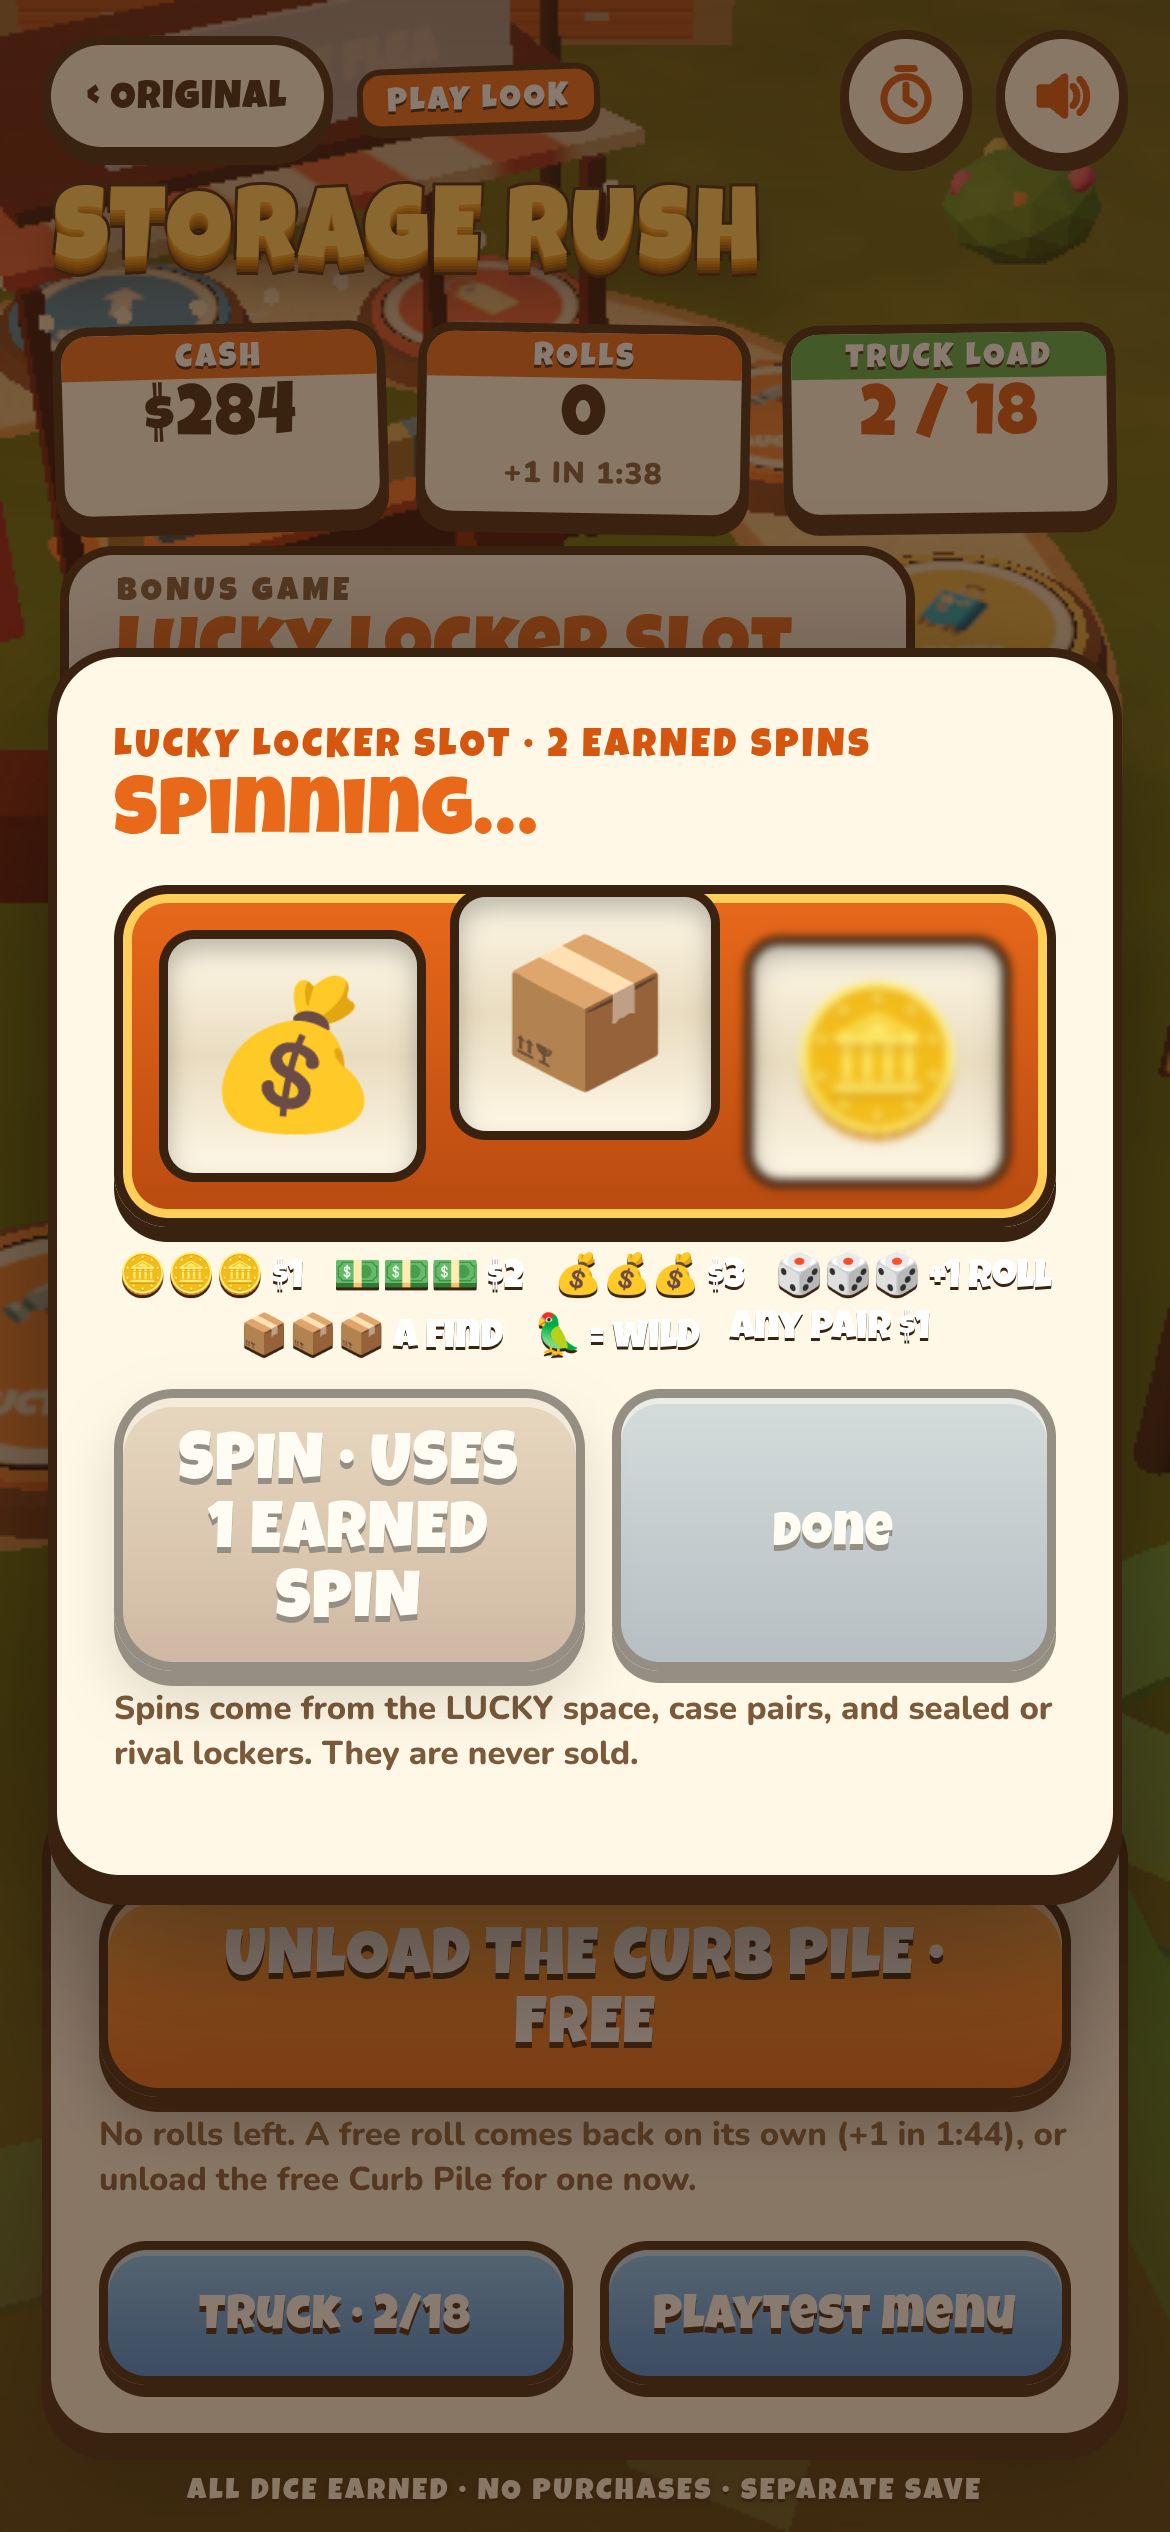 ‹ ORIGINAL
PLAY LOOK
STORAGE RUSH
CASH
$284
ROLLS
0
+1 IN 1:38
TRUCK LOAD
2 / 18
BONUS GAME
LUCKY LOCKER SLOT
LUCKY LOCKER SLOT · 2 EARNED SPINS
SPINNING...
🪙🪙🪙 $1 💵💵💵 $2 💰💰💰 $3 🎲🎲🎲 +1 ROLL
📦📦📦 A FIND 🦜 = WILD ANY PAIR $1
SPIN · USES
1 EARNED
SPIN
DONE
Spins come from the LUCKY space, case pairs, and sealed or
rival lockers. They are never sold.
UNLOAD THE CURB PILE ·
FREE
No rolls left. A free roll comes back on its own (+1 in 1:44), or
unload the free Curb Pile for one now.
TRUCK · 2/18
PLAYTEST MENU
ALL DICE EARNED · NO PURCHASES · SEPARATE SAVE